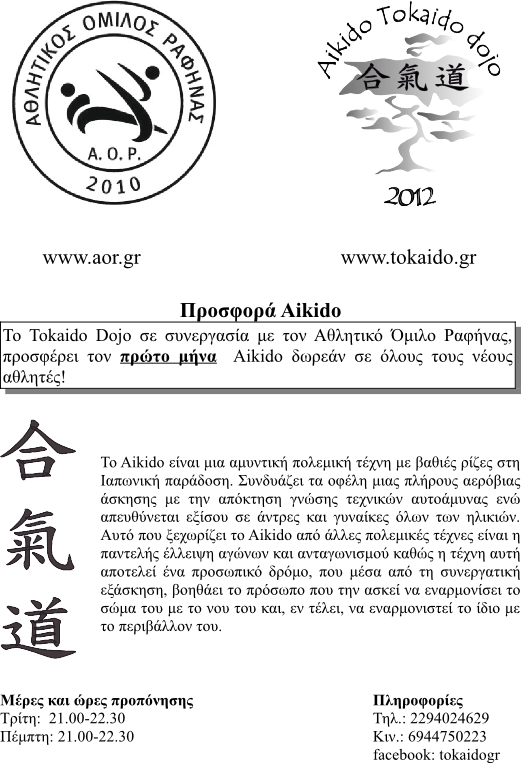 ΑΘΛΗΤΙΚΟΣ ΟΜΙΛΟΣ ΡΑΦΗΝΑΣ
Α. Ο. Ρ.
2010
Aikido Tokaido dojo
合氣道
2012
www.aor.gr
www.tokaido.gr
Προσφορά Aikido
Το Tokaido Dojo σε συνεργασία με τον Αθλητικό Όμιλο Ραφήνας,
προσφέρει τον πρώτο μήνα Aikido δωρεάν σε όλους τους νέους
αθλητές!
合
氣
道
Το Aikido είναι μια αμυντική πολεμική τέχνη με βαθιές ρίζες στη
Ιαπωνική παράδοση. Συνδυάζει τα οφέλη μιας πλήρους αερόβιας
άσκησης με την απόκτηση γνώσης τεχνικών αυτοάμυνας ενώ
απευθύνεται εξίσου σε άντρες και γυναίκες όλων των ηλικιών.
Αυτό που ξεχωρίζει το Aikido από άλλες πολεμικές τέχνες είναι η
παντελής έλλειψη αγώνων και ανταγωνισμού καθώς η τέχνη αυτή
αποτελεί ένα προσωπικό δρόμο, που μέσα από τη συνεργατική
εξάσκηση, βοηθάει το πρόσωπο που την ασκεί να εναρμονίσει το
σώμα του με το νου του και, εν τέλει, να εναρμονιστεί το ίδιο με
το περιβάλλον του.
Μέρες και ώρες προπόνησης
Τρίτη: 21.00-22.30
Πέμπτη: 21.00-22.30
Πληροφορίες
Τηλ.: 2294024629
Κιν.: 6944750223
facebook: tokaidogr